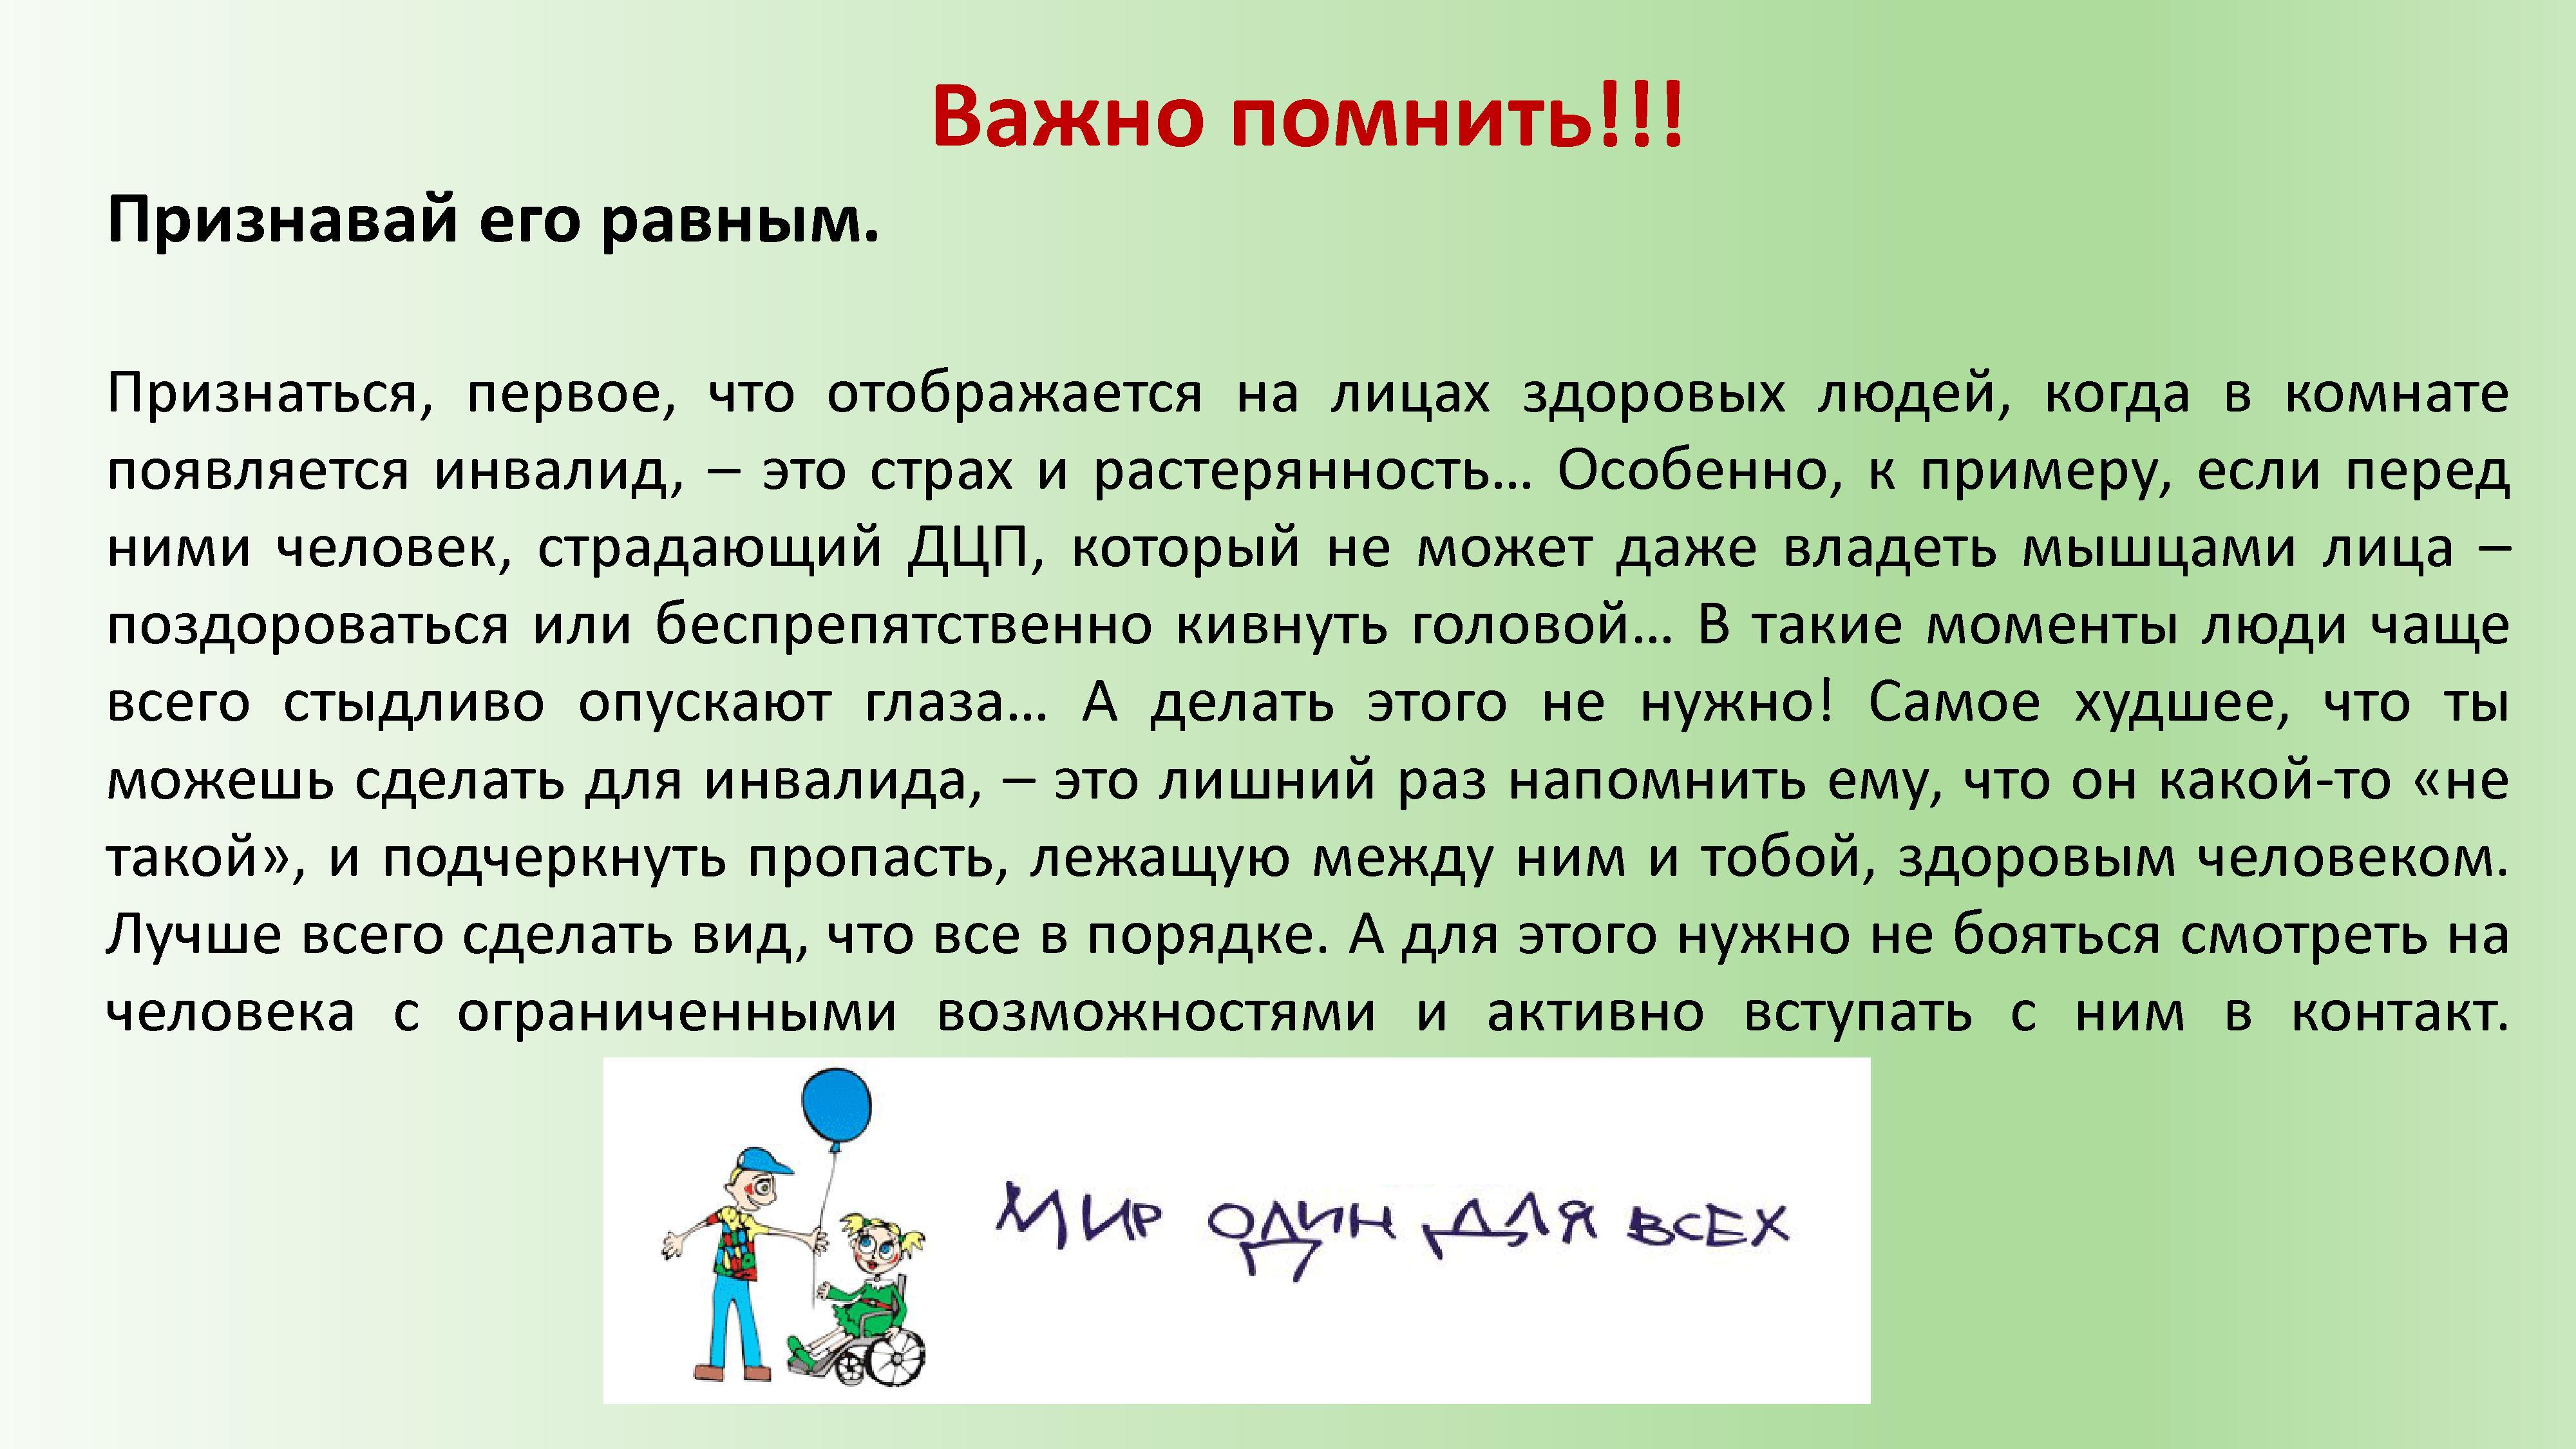 Важно помнить!!!
Признавай его равным.
Признаться, первое, что отображается на лицах здоровых людей, когда в комнате
появляется инвалид, – это страх и растерянность… Особенно, к примеру, если перед
ними человек, страдающий ДЦП, который не может даже владеть мышцами лица –
поздороваться или беспрепятственно кивнуть головой… В такие моменты люди чаще
всего стыдливо опускают глаза… А делать этого не нужно! Самое худшее, что ты
можешь сделать для инвалида, – это лишний раз напомнить ему, что он какой-то «не
такой», и подчеркнуть пропасть, лежащую между ним и тобой, здоровым человеком.
Лучше всего сделать вид, что все в порядке. А для этого нужно не бояться смотреть на
человека с ограниченными возможностями и активно вступать с ним в контакт.
МИР ОДИН ДЛЯ ВСЕХ